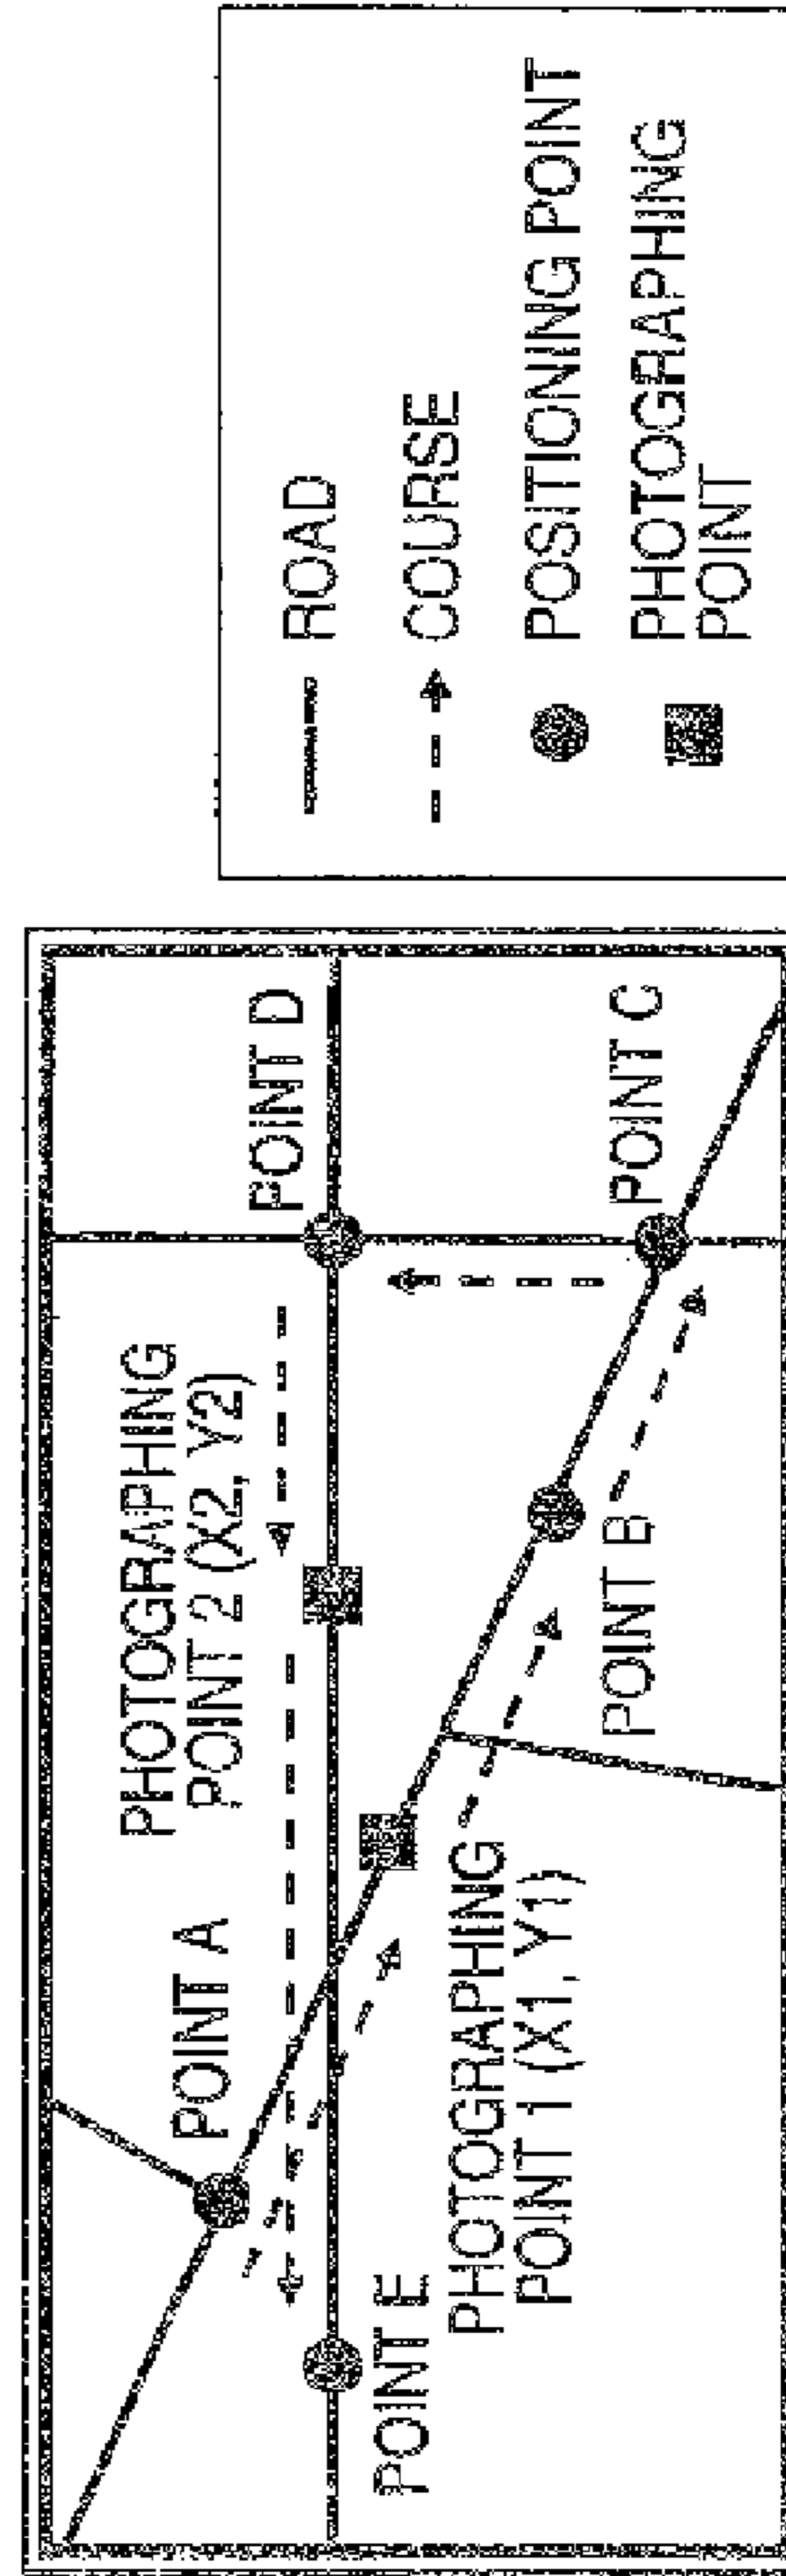 PHOTOGRAPHING
POINT 2 (X2, Y2)
POINT A
POINT D
POINT E
PHOTOGRAPHING
POINT 1 (X1, Y1)
POINT B
POINT C
ROAD
COURSE
POSITIONING POINT
PHOTOGRAPHING
POINT